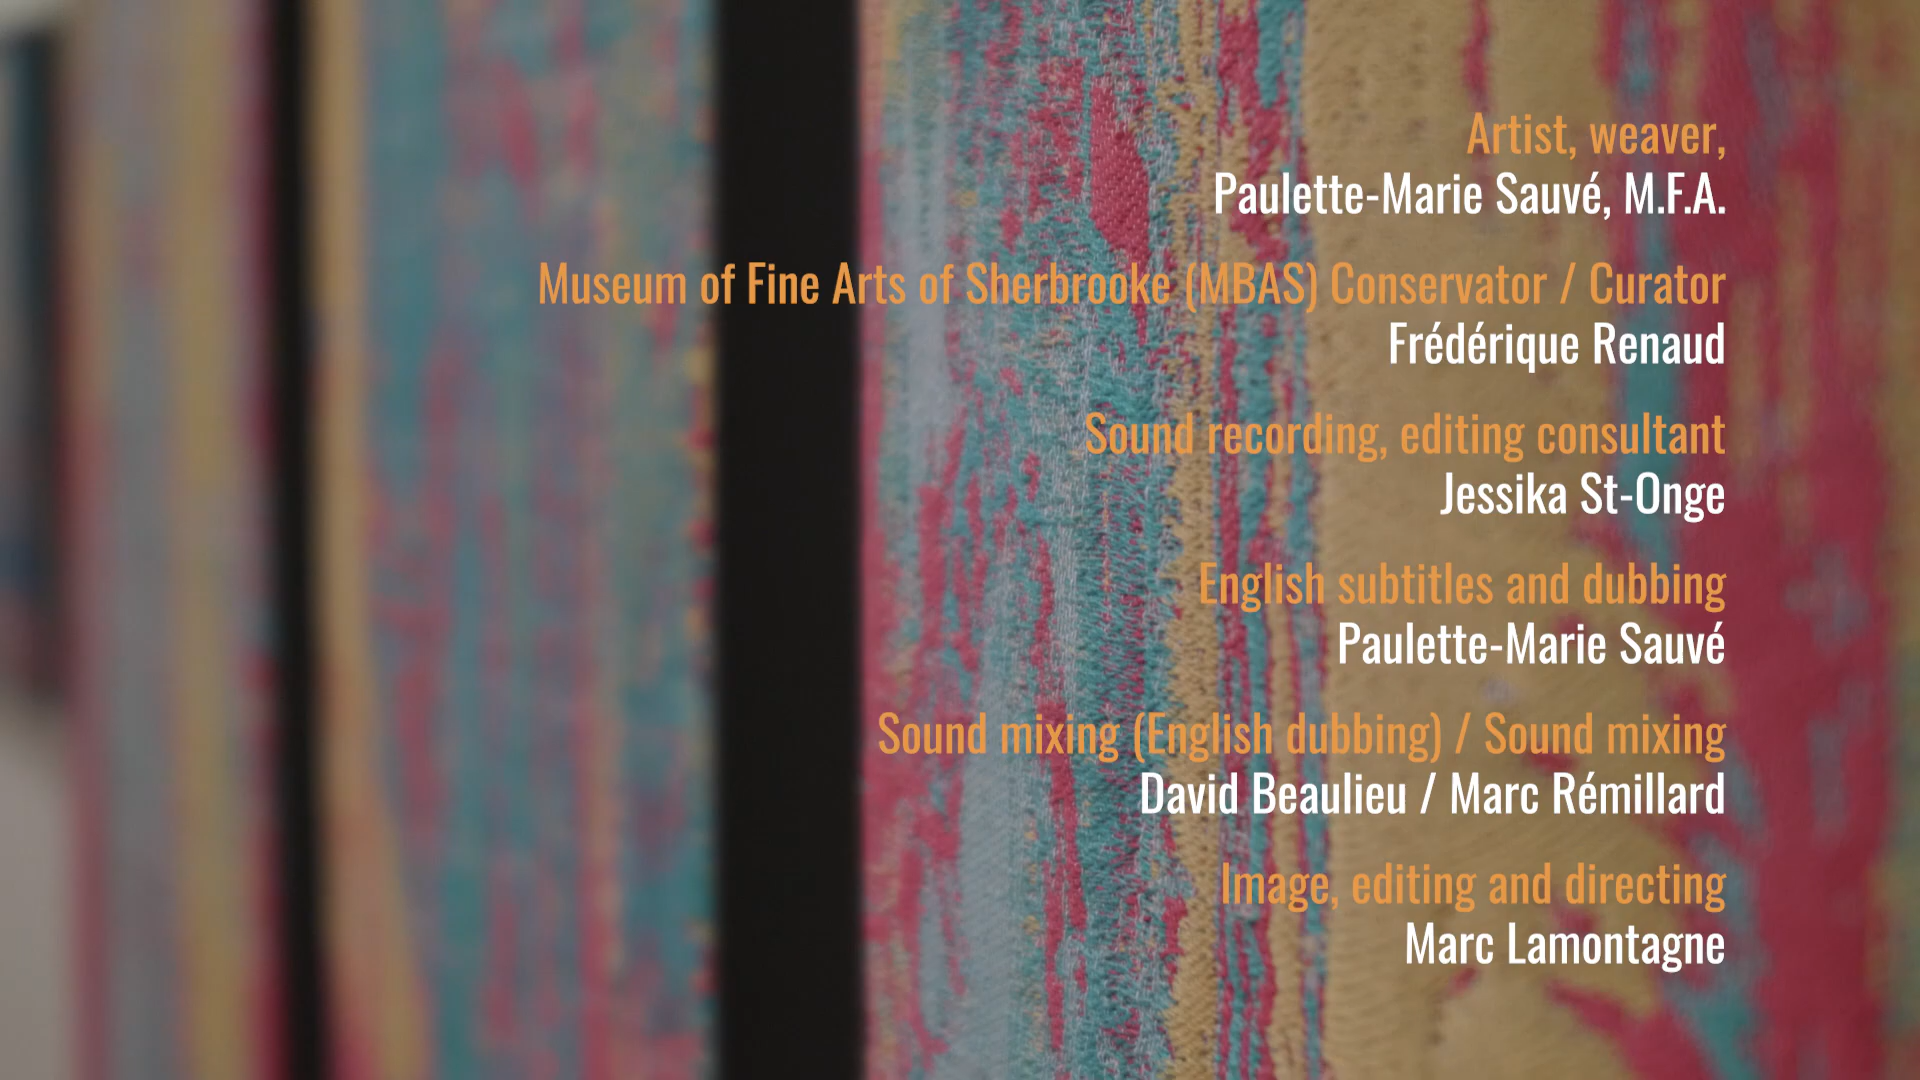 Artist, weaver,
Paulette-Marie Sauvé, M.F.A.
Museum of Fine Arts of Sherbrooke (MBAS) Conservator / Curator
Frédérique Renaud
Sound recording, editing consultant
Jessika St-Onge
English subtitles and dubbing
Paulette-Marie Sauvé
Sound mixing (English dubbing) / Sound mixing
David Beaulieu / Marc Rémillard
Image, editing and directing
Marc Lamontagne